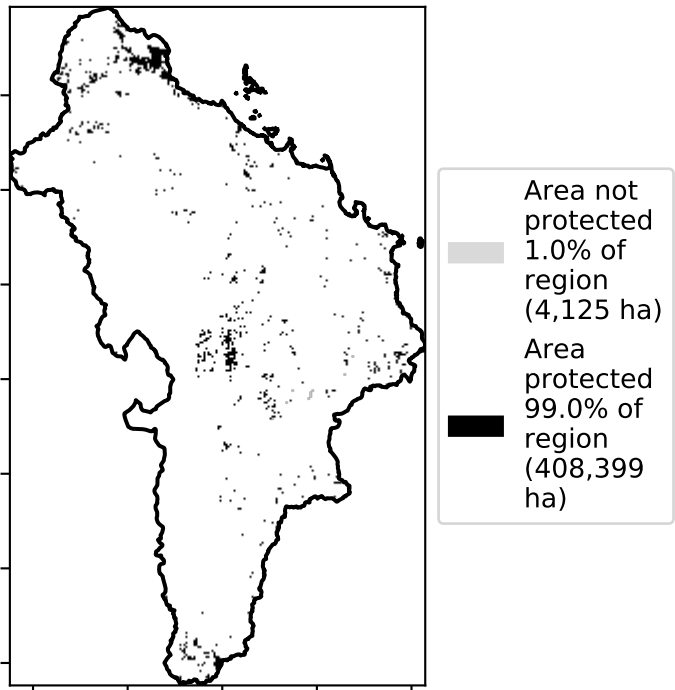 Area not
protected
1.0% of
region
(4,125 ha)
Area
protected
99.0% of
region
(408,399
ha)